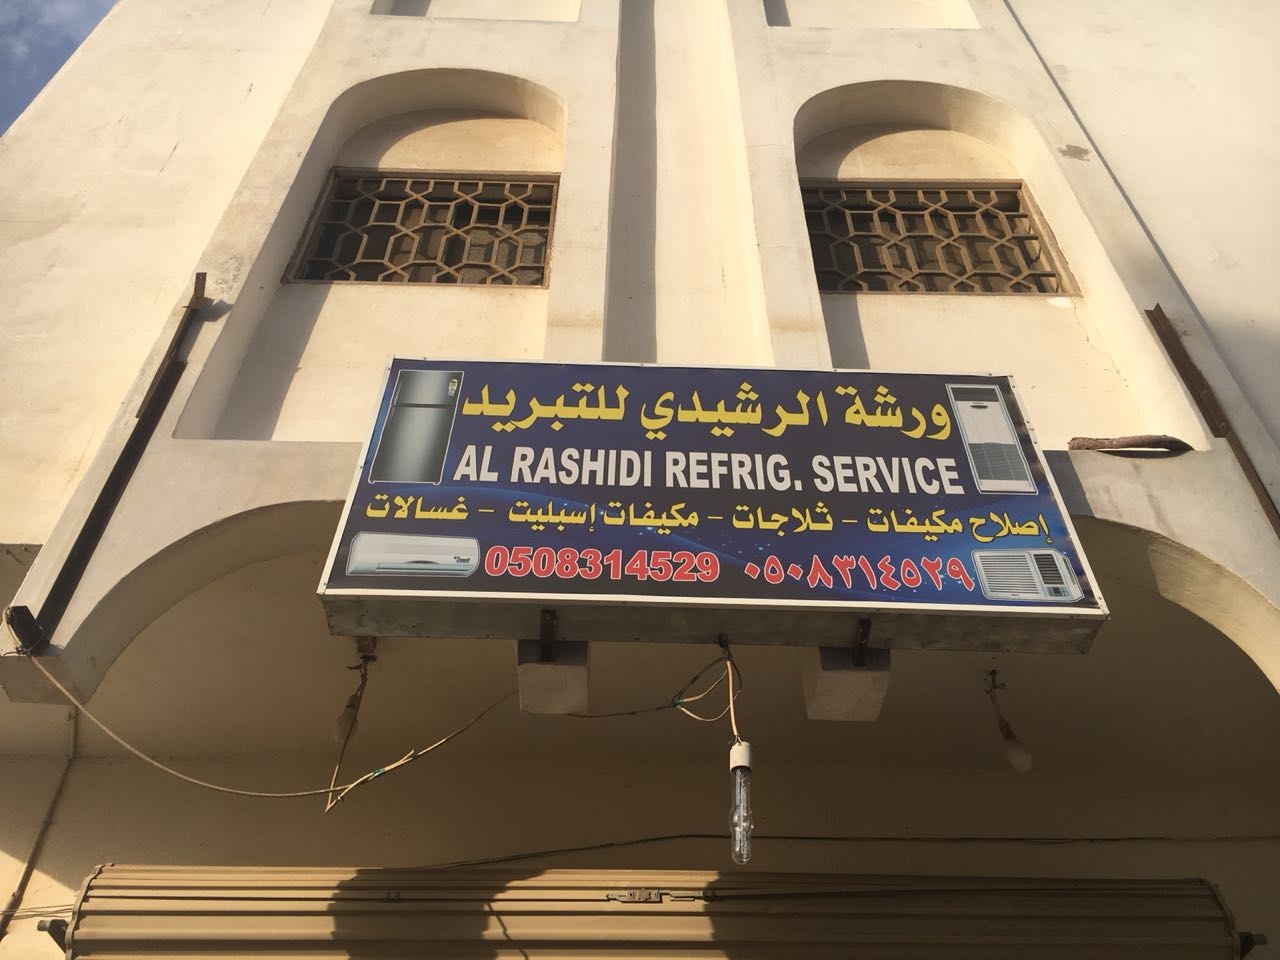 ورشة الرشيدي للتبريد
AL RASHIDI REFRIG. SERVICE
إصلاح مكيفات - ثلاجات - مكيفات إسبليت - غسالات
0508314529 ٠٥٠٨٣١٤٥٢٩